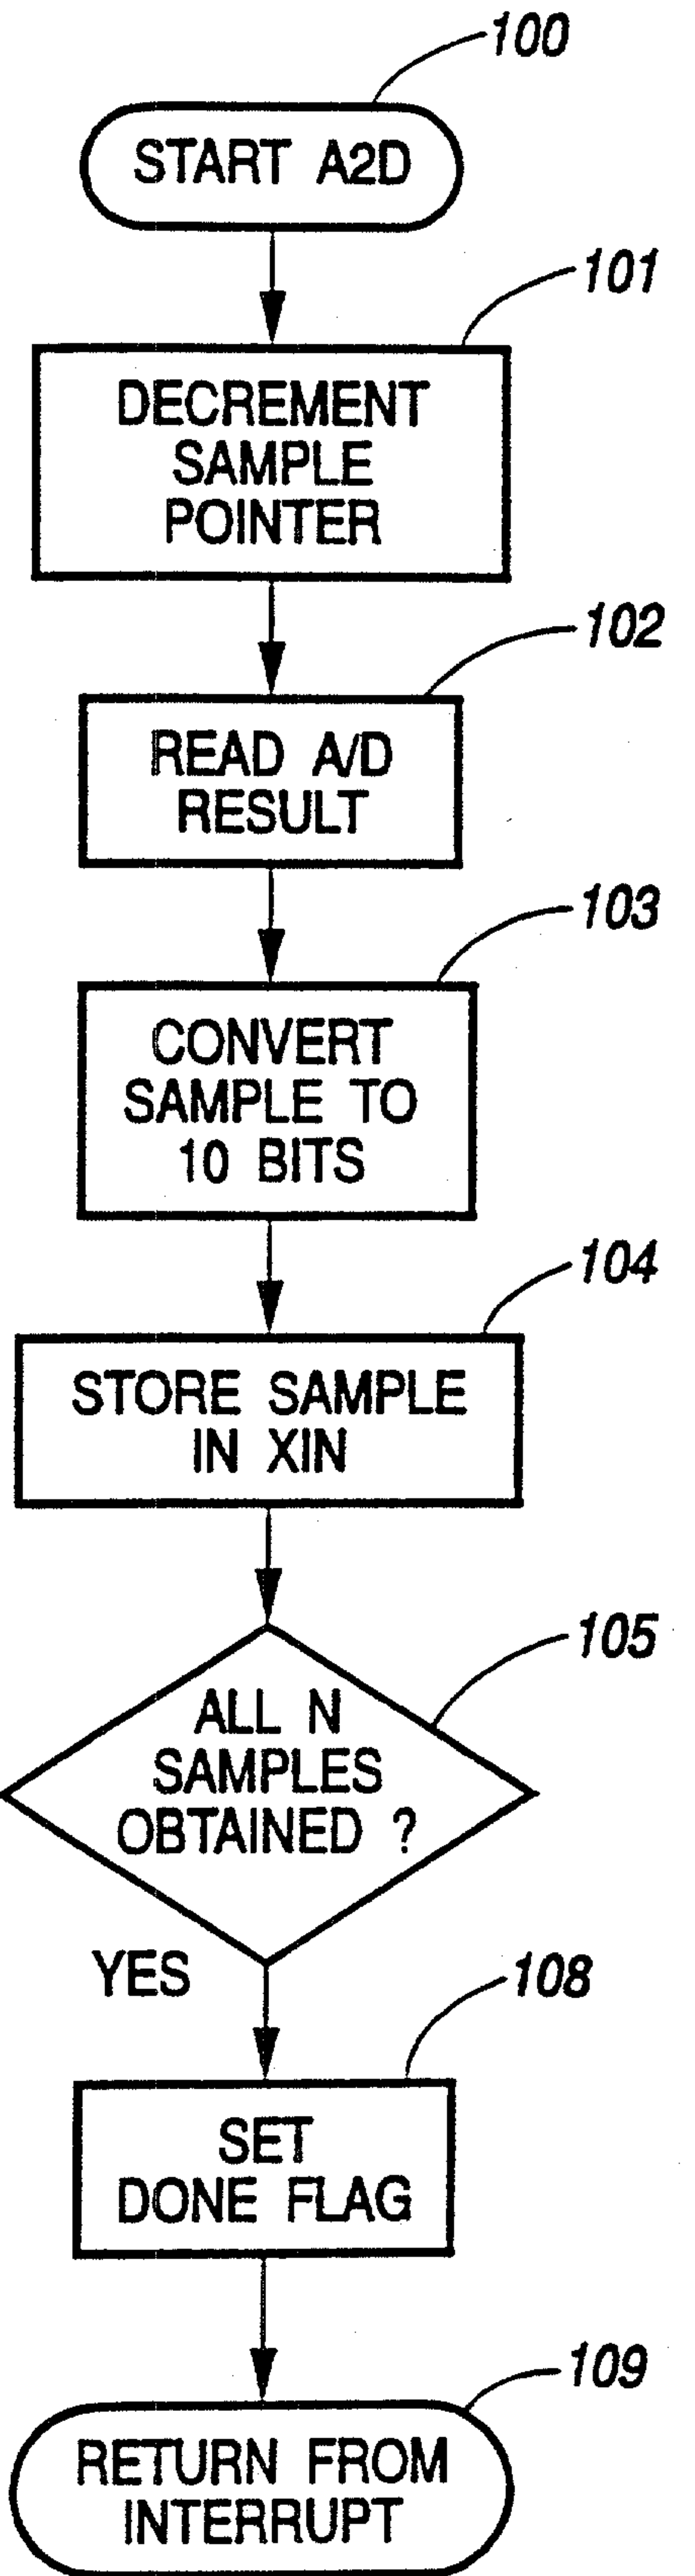 100
START A2D
101
DECREMENT
SAMPLE
POINTER
102
READ A/D
RESULT
103
CONVERT
SAMPLE TO
10 BITS
104
STORE SAMPLE
IN XIN
105
ALL N
SAMPLES
OBTAINED ?
YES
108
SET
DONE FLAG
109
RETURN FROM
INTERRUPT